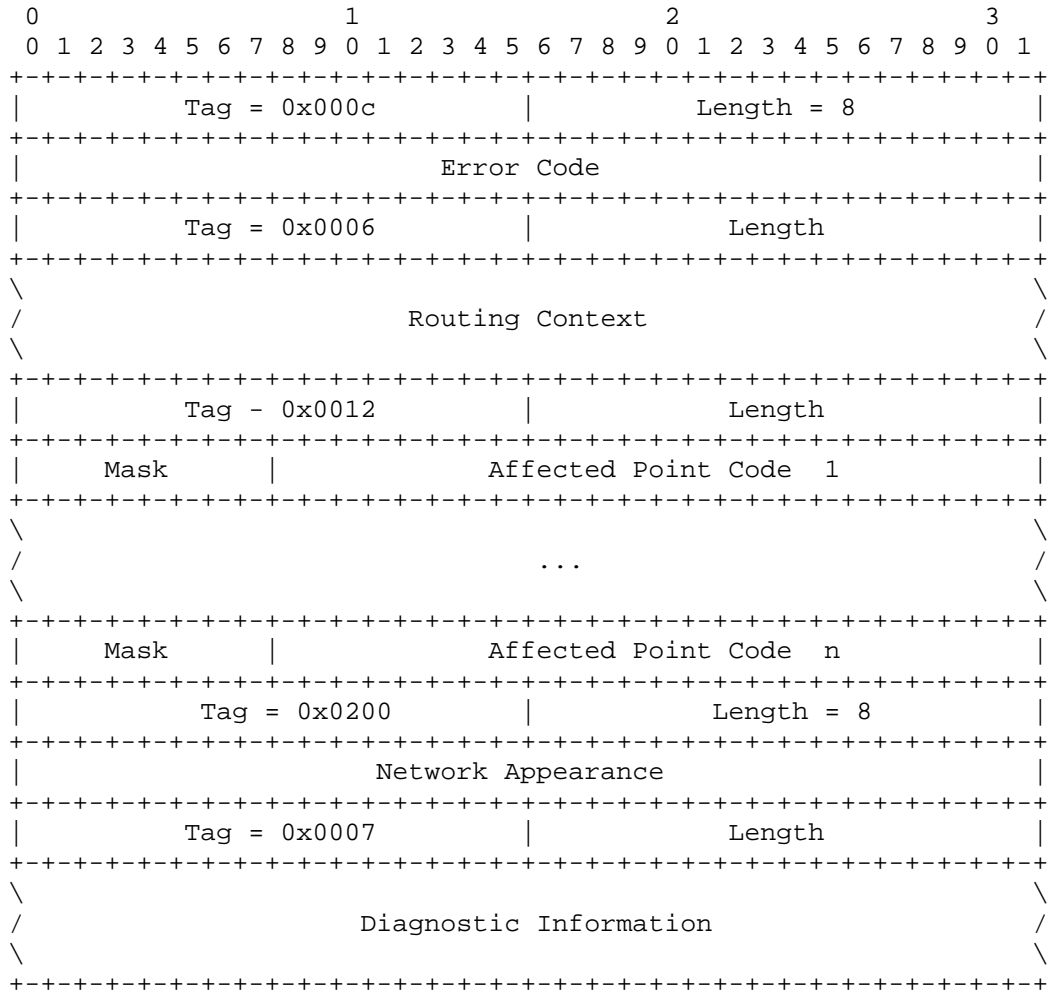 0                   1                   2                   3
 0 1 2 3 4 5 6 7 8 9 0 1 2 3 4 5 6 7 8 9 0 1 2 3 4 5 6 7 8 9 0 1
+-+-+-+-+-+-+-+-+-+-+-+-+-+-+-+-+-+-+-+-+-+-+-+-+-+-+-+-+-+-+-+-+
|          Tag = 0x000c         |          Length = 8           |
+-+-+-+-+-+-+-+-+-+-+-+-+-+-+-+-+-+-+-+-+-+-+-+-+-+-+-+-+-+-+-+-+
|                          Error Code                           |
+-+-+-+-+-+-+-+-+-+-+-+-+-+-+-+-+-+-+-+-+-+-+-+-+-+-+-+-+-+-+-+-+
|          Tag = 0x0006         |            Length             |
+-+-+-+-+-+-+-+-+-+-+-+-+-+-+-+-+-+-+-+-+-+-+-+-+-+-+-+-+-+-+-+-+
\                                                               \
/                        Routing Context                        /
\                                                               \
+-+-+-+-+-+-+-+-+-+-+-+-+-+-+-+-+-+-+-+-+-+-+-+-+-+-+-+-+-+-+-+-+
|          Tag - 0x0012         |            Length             |
+-+-+-+-+-+-+-+-+-+-+-+-+-+-+-+-+-+-+-+-+-+-+-+-+-+-+-+-+-+-+-+-+
|     Mask      |             Affected Point Code  1            |
+-+-+-+-+-+-+-+-+-+-+-+-+-+-+-+-+-+-+-+-+-+-+-+-+-+-+-+-+-+-+-+-+
\                                                               \
/                                ...                            /
\                                                               \
+-+-+-+-+-+-+-+-+-+-+-+-+-+-+-+-+-+-+-+-+-+-+-+-+-+-+-+-+-+-+-+-+
|     Mask      |             Affected Point Code  n            |
+-+-+-+-+-+-+-+-+-+-+-+-+-+-+-+-+-+-+-+-+-+-+-+-+-+-+-+-+-+-+-+-+
|           Tag = 0x0200        |           Length = 8          |
+-+-+-+-+-+-+-+-+-+-+-+-+-+-+-+-+-+-+-+-+-+-+-+-+-+-+-+-+-+-+-+-+
|                      Network Appearance                       |
+-+-+-+-+-+-+-+-+-+-+-+-+-+-+-+-+-+-+-+-+-+-+-+-+-+-+-+-+-+-+-+-+
|          Tag = 0x0007         |            Length             |
+-+-+-+-+-+-+-+-+-+-+-+-+-+-+-+-+-+-+-+-+-+-+-+-+-+-+-+-+-+-+-+-+
\                                                               \
/                     Diagnostic Information                    /
\                                                               \
+-+-+-+-+-+-+-+-+-+-+-+-+-+-+-+-+-+-+-+-+-+-+-+-+-+-+-+-+-+-+-+-+